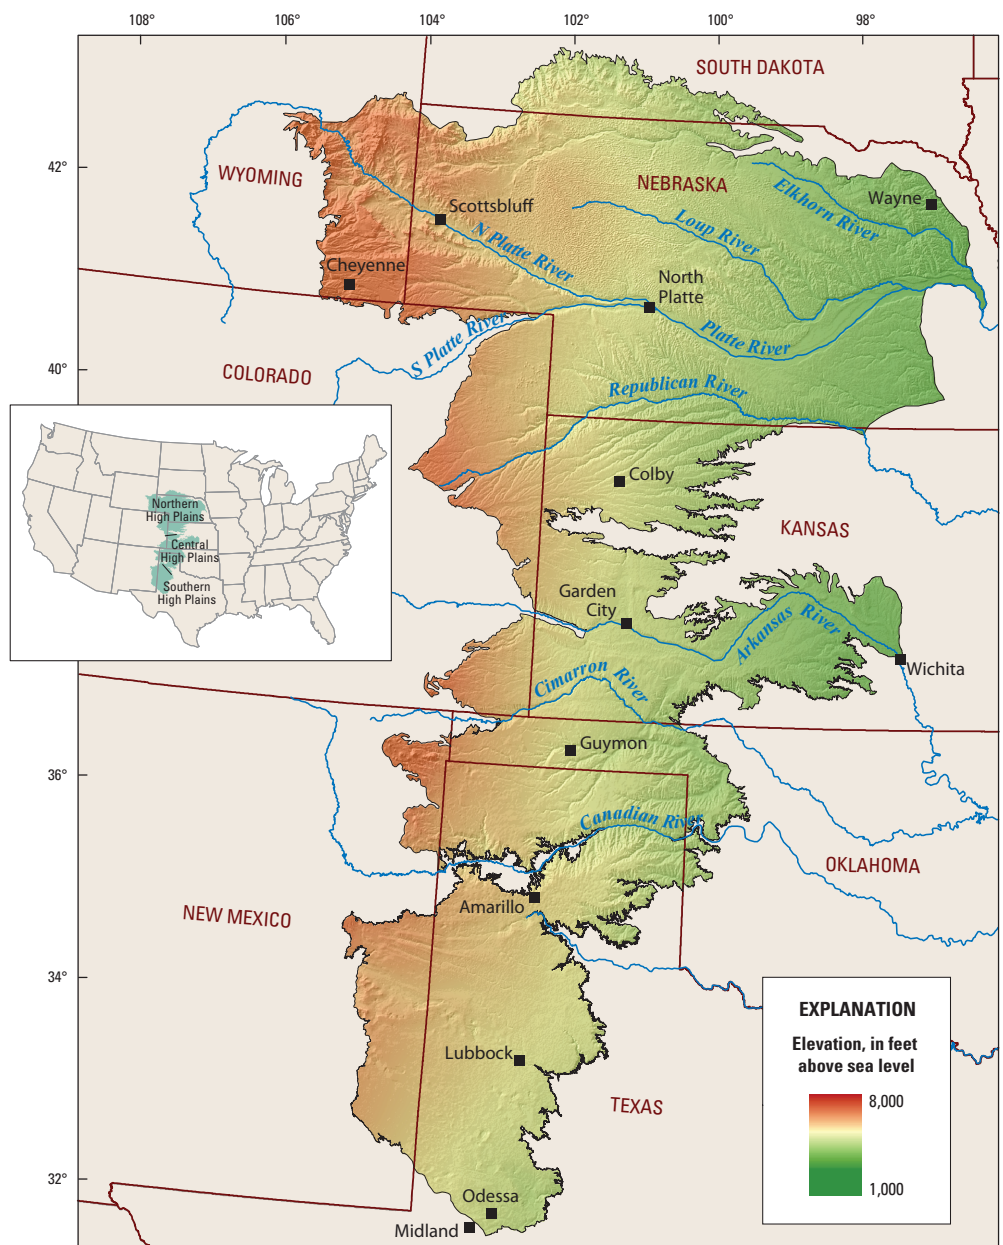 108°
106°
104°
102°
100°
98°
SOUTH DAKOTA
42°
WYOMING
NEBRASKA
Wayne
Elkhorn River
Scottsbluff
Loup River
N Platte River
Cheyenne
North
Platte
S Platte River
Platte River
40°
COLORADO
Republican River
Colby
Northern
High Plains
Central
High Plains
Southern
High Plains
KANSAS
Garden
City
Arkansas River
Wichita
Cimarron River
Guymon
36°
Canadian River
OKLAHOMA
Amarillo
NEW MEXICO
34°
EXPLANATION
Elevation, in feet
above sea level
8,000
1,000
Lubbock
TEXAS
32°
Odessa
Midland